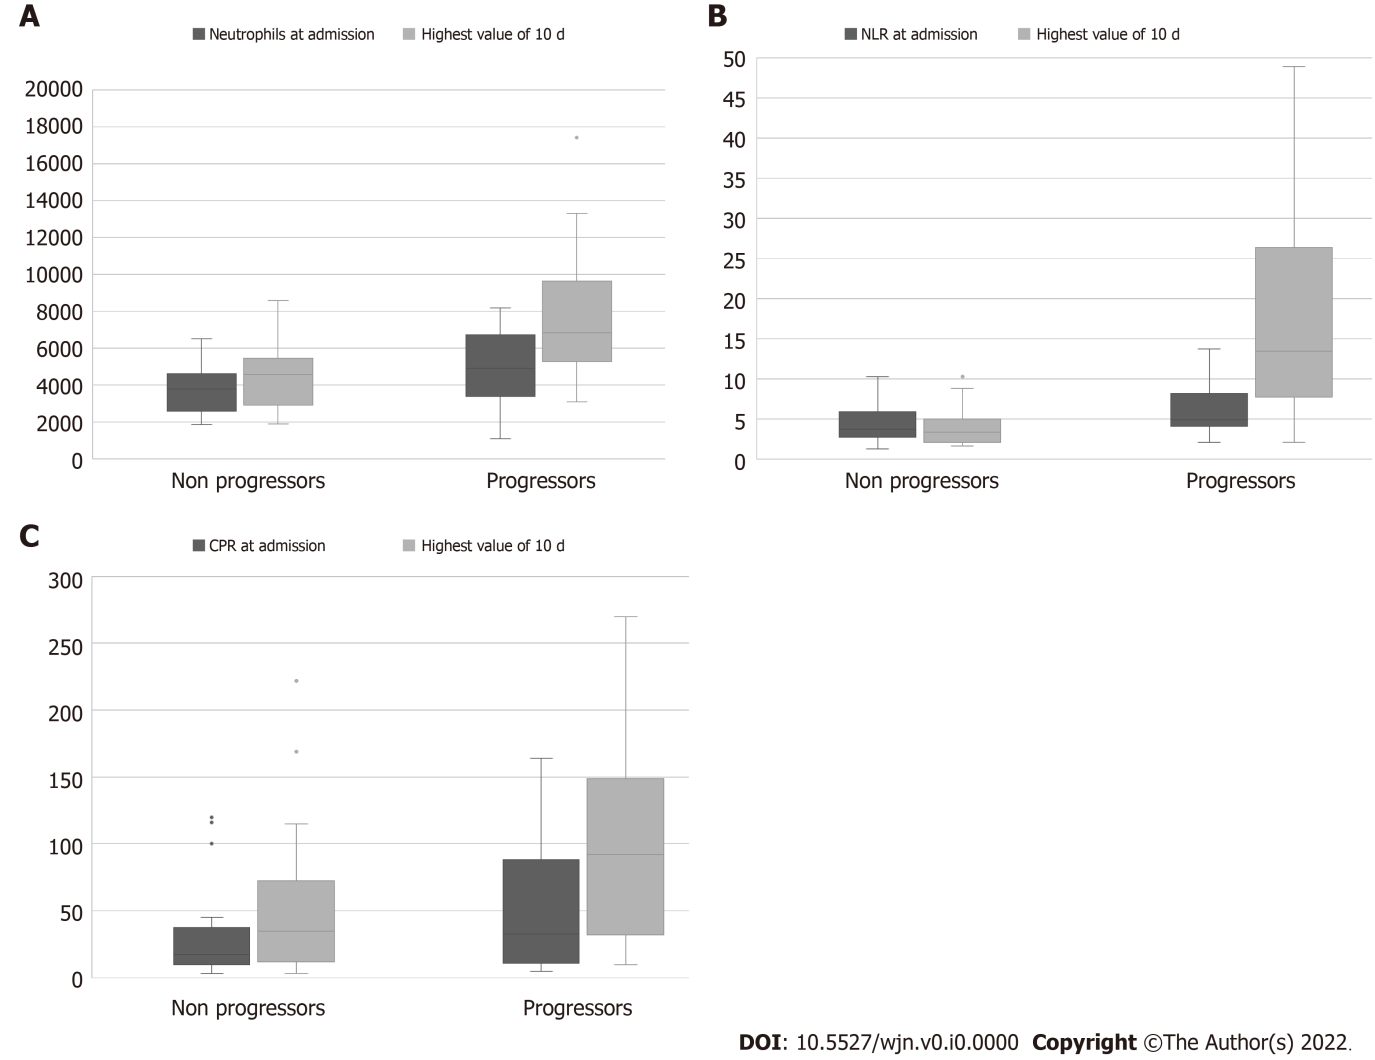 A
Neutrophils at admission
Highest value of 10 d
20000
18000
16000
14000
12000
10000
8000
6000
4000
2000
0
Non progressors
Progressors
B
NLR at admission
Highest value of 10 d
50
45
40
35
30
25
20
15
10
5
0
Non progressors
Progressors
C
CPR at admission
Highest value of 10 d
300
250
200
150
100
50
0
Non progressors
Progressors
DOI: 10.5527/wjn.v0.i0.0000 Copyright ©The Author(s) 2022.